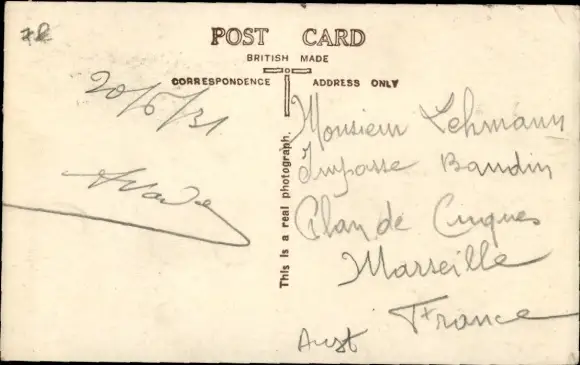 POST CARD
BRITISH MADE
CORRESPONDENCE ADDRESS ONLY
20/6/31
This is a real photograph.
Monsieur Lehmann
Impasse Baudin
Plan de Cuques
Marseille
France
Aust